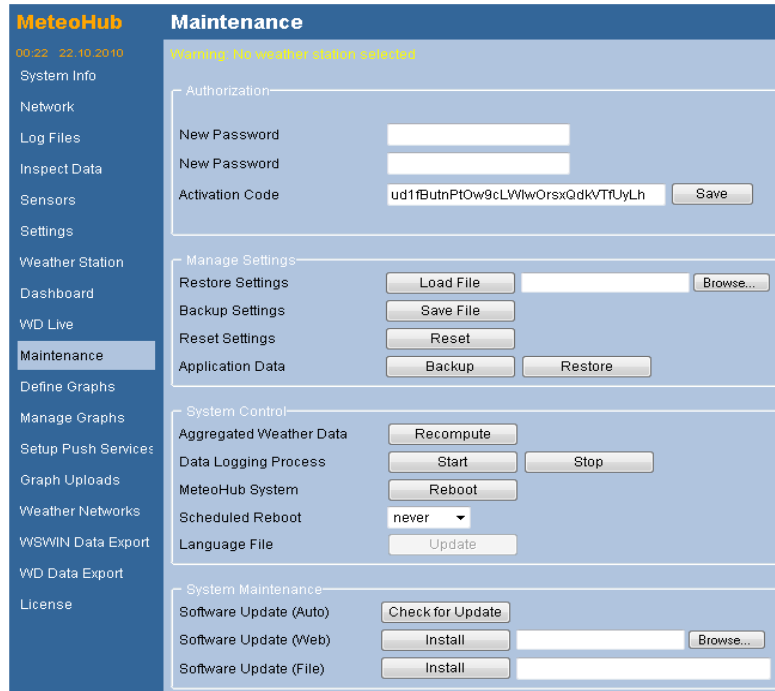 MeteoHub
Maintenance
00:22 22.10.2010
Warning: No weather station selected
System Info
Network
Log Files
Inspect Data
Sensors
Settings
Weather Station
Dashboard
WD Live
Maintenance
Define Graphs
Manage Graphs
Setup Push Services
Graph Uploads
Weather Networks
WSWIN Data Export
WD Data Export
License
Authorization
New Password
New Password
Activation Code ud1fButnPtOw9cLWlwOrsxQdkVTfUyLh Save
Manage Settings
Restore Settings Load File Browse...
Backup Settings Save File
Reset Settings Reset
Application Data Backup Restore
System Control
Aggregated Weather Data Recompute
Data Logging Process Start Stop
MeteoHub System Reboot
Scheduled Reboot never
Language File Update
System Maintenance
Software Update (Auto) Check for Update
Software Update (Web) Install Browse...
Software Update (File) Install